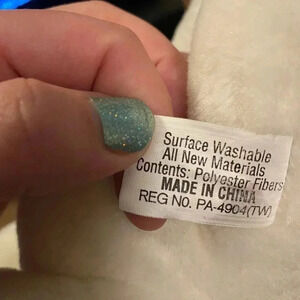 Surface Washable
All New Materials
Contents: Polyester Fibers
MADE IN CHINA
REG NO. PA-4904(TW)